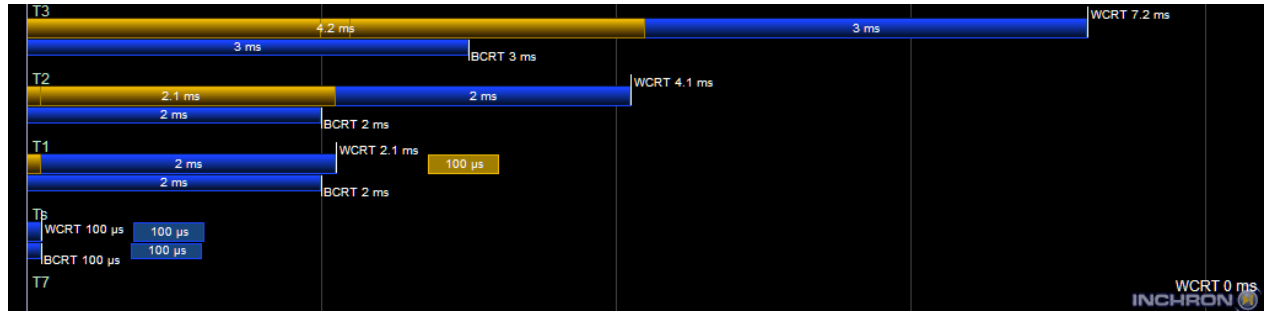 T3
WCRT 7.2 ms
4.2 ms
3 ms
3 ms
BCRT 3 ms
T2
WCRT 4.1 ms
2.1 ms
2 ms
2 ms
BCRT 2 ms
T1
WCRT 2.1 ms
2 ms
100 µs
2 ms
BCRT 2 ms
Ts
WCRT 100 µs
100 µs
100 µs
BCRT 100 µs
T7
WCRT 0 ms
INCHRON